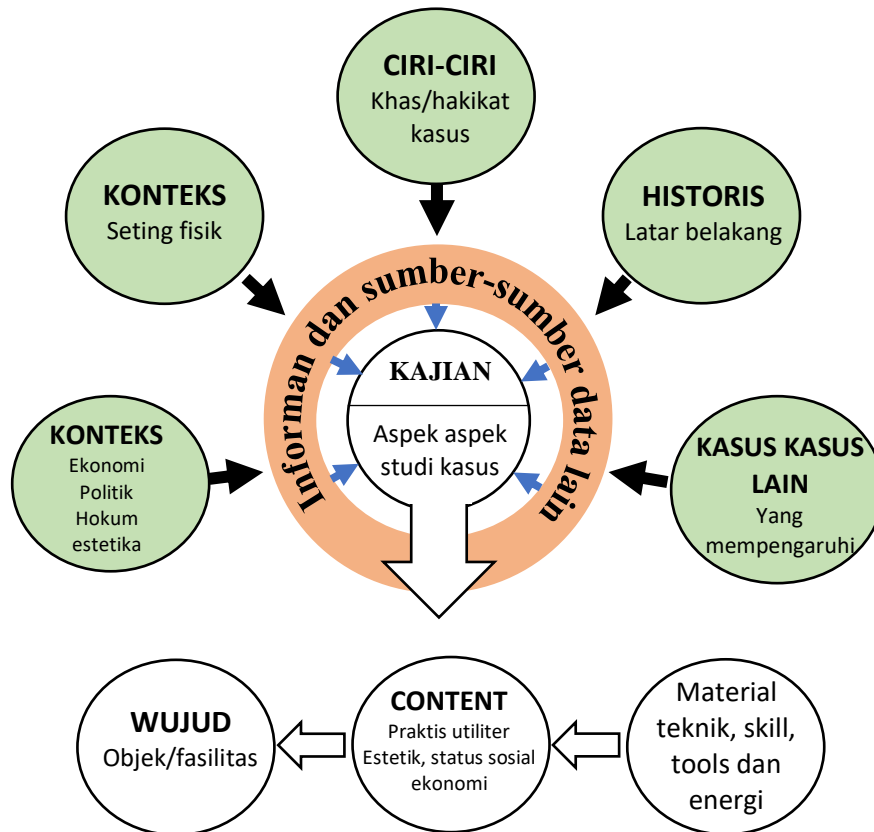 CIRI-CIRI
Khas/hakikat
kasus
KONTEKS
Seting fisik
HISTORIS
Latar belakang
Informan dan sumber-sumber data lain
KAJIAN
Aspek aspek
studi kasus
KONTEKS
Ekonomi
Politik
Hokum
estetika
KASUS KASUS
LAIN
Yang
mempengaruhi
WUJUD
Objek/fasilitas
CONTENT
Praktis utiliter
Estetik, status sosial
ekonomi
Material
teknik, skill,
tools dan
energi